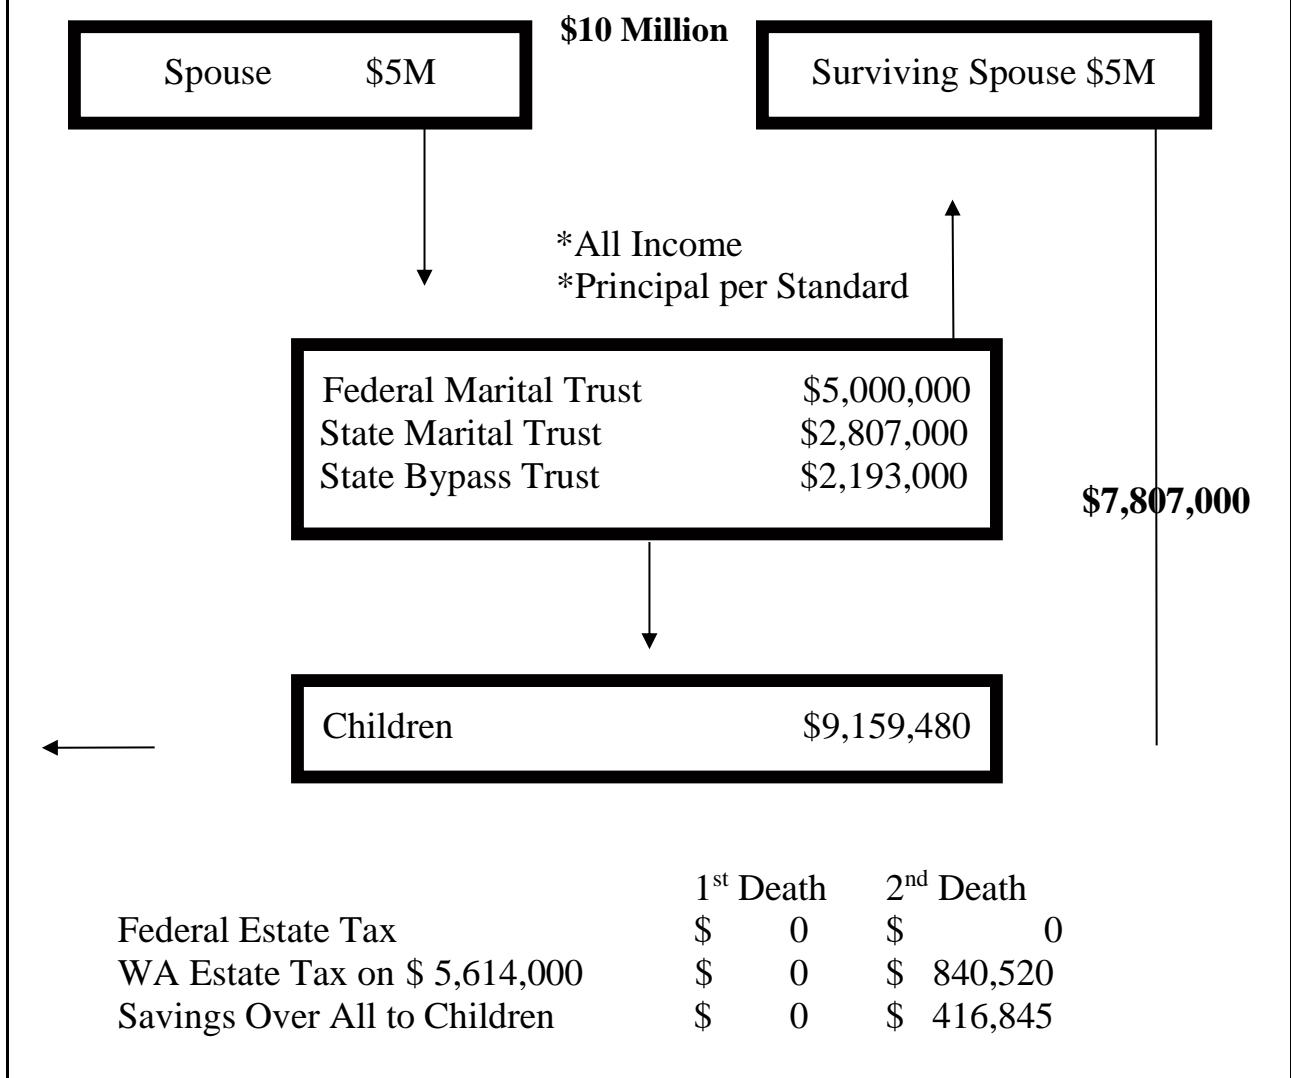 $10 Million
Spouse $5M
Surviving Spouse $5M
*All Income
*Principal per Standard
Federal Marital Trust $5,000,000
State Marital Trust $2,807,000
State Bypass Trust $2,193,000
$7,807,000
Children $9,159,480
1st Death 2nd Death
Federal Estate Tax $ 0 $ 0
WA Estate Tax on $ 5,614,000 $ 0 $ 840,520
Savings Over All to Children $ 0 $ 416,845